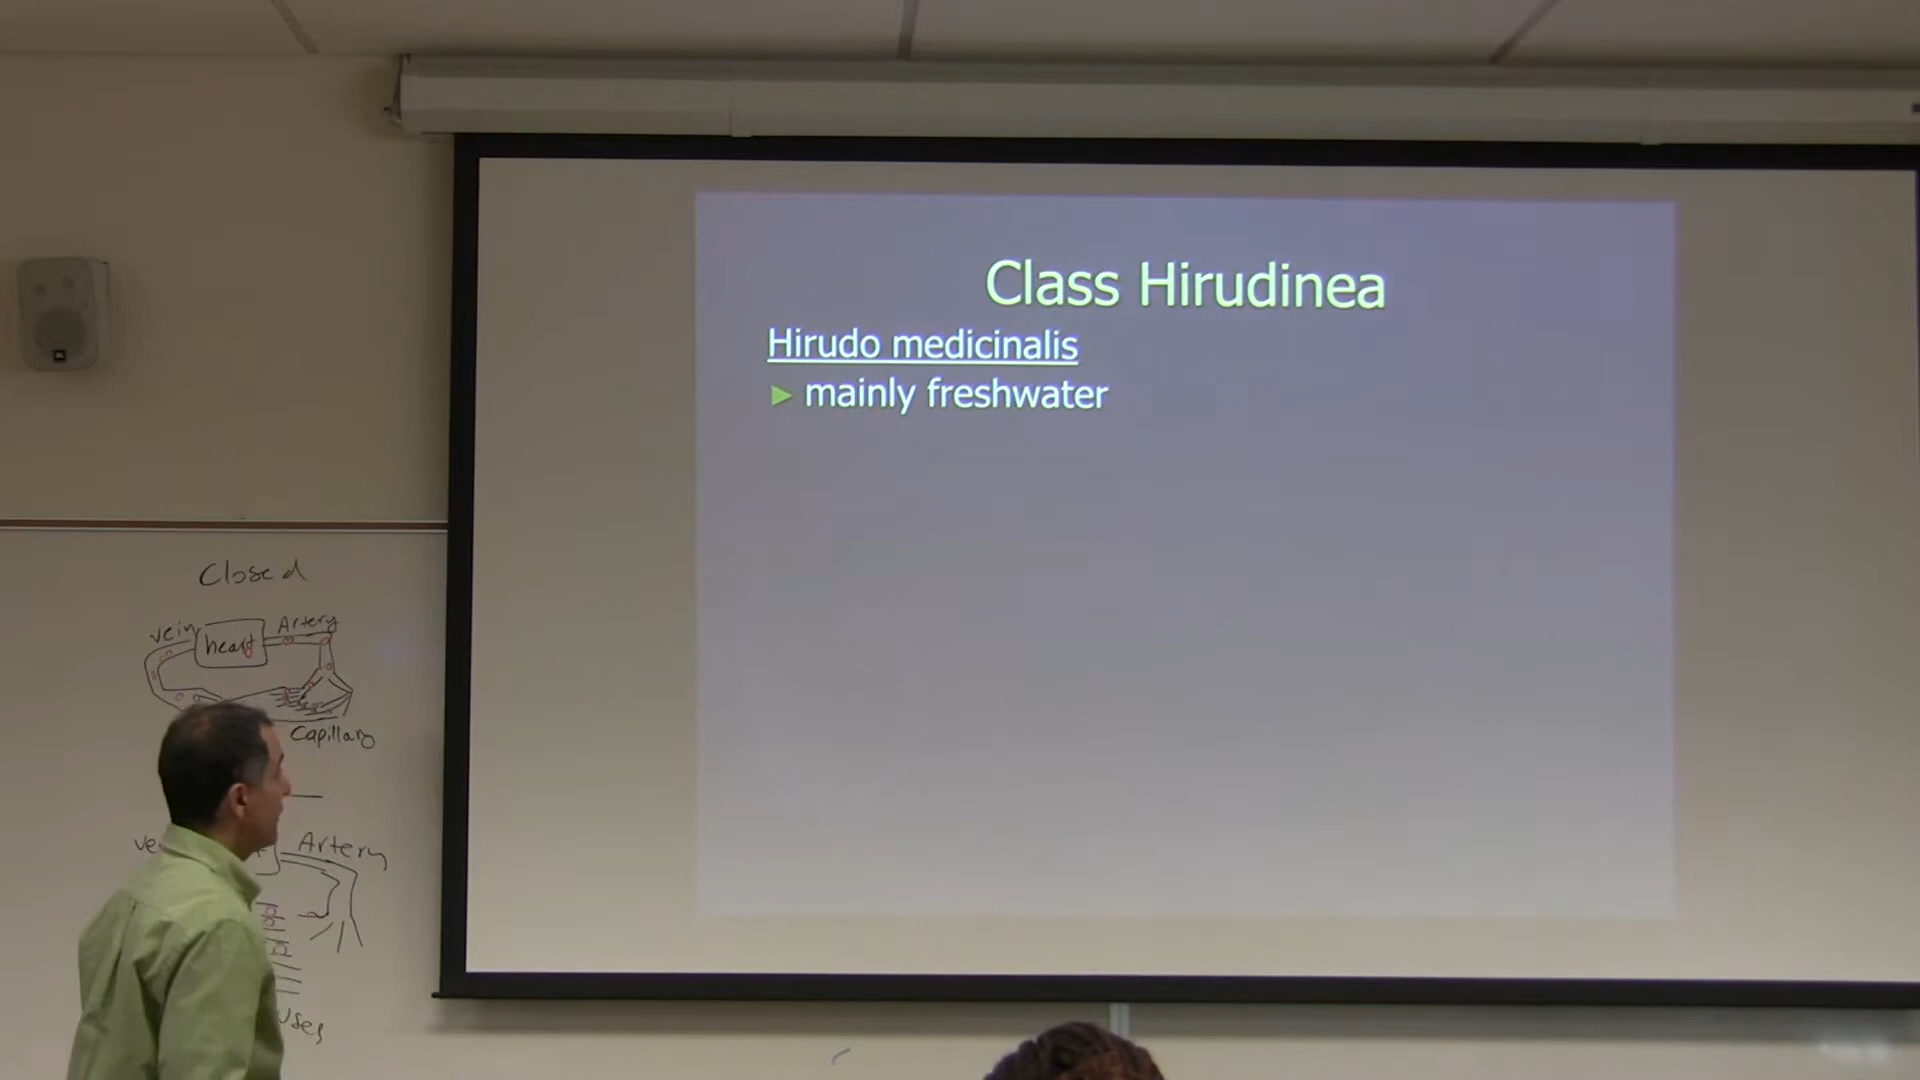 Class Hirudinea
Hirudo medicinalis
► mainly freshwater
Closed
vein
heart
Artery
Capillary
Artery